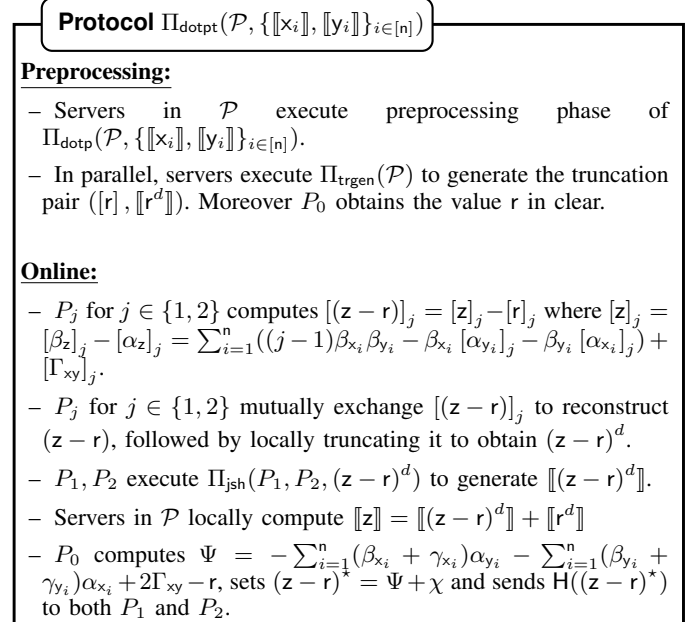 Protocol Π_dotpt(𝒫, {⟦x_i⟧, ⟦y_i⟧}_{i∈[n]})
Preprocessing:
– Servers in 𝒫 execute preprocessing phase of
Π_dotp(𝒫, {⟦x_i⟧, ⟦y_i⟧}_{i∈[n]}).
– In parallel, servers execute Π_trgen(𝒫) to generate the truncation
pair ([r], ⟦r^d⟧). Moreover P_0 obtains the value r in clear.
Online:
– P_j for j ∈ {1, 2} computes [(z − r)]_j = [z]_j−[r]_j where [z]_j =
[β_z]_j − [α_z]_j = ∑_{i=1}^n((j−1)β_{x_i}β_{y_i} − β_{x_i} [α_{y_i}]_j − β_{y_i} [α_{x_i}]_j) +
[Γ_xy]_j.
– P_j for j ∈ {1, 2} mutually exchange [(z − r)]_j to reconstruct
(z − r), followed by locally truncating it to obtain (z − r)^d.
– P_1, P_2 execute Π_jsh(P_1, P_2, (z − r)^d) to generate ⟦(z − r)^d⟧.
– Servers in 𝒫 locally compute ⟦z⟧ = ⟦(z − r)^d⟧ + ⟦r^d⟧
– P_0 computes Ψ = −∑_{i=1}^n(β_{x_i} + γ_{x_i})α_{y_i} − ∑_{i=1}^n(β_{y_i} +
γ_{y_i})α_{x_i} + 2Γ_xy − r, sets (z − r)^⋆ = Ψ + χ and sends H((z − r)^⋆)
to both P_1 and P_2.